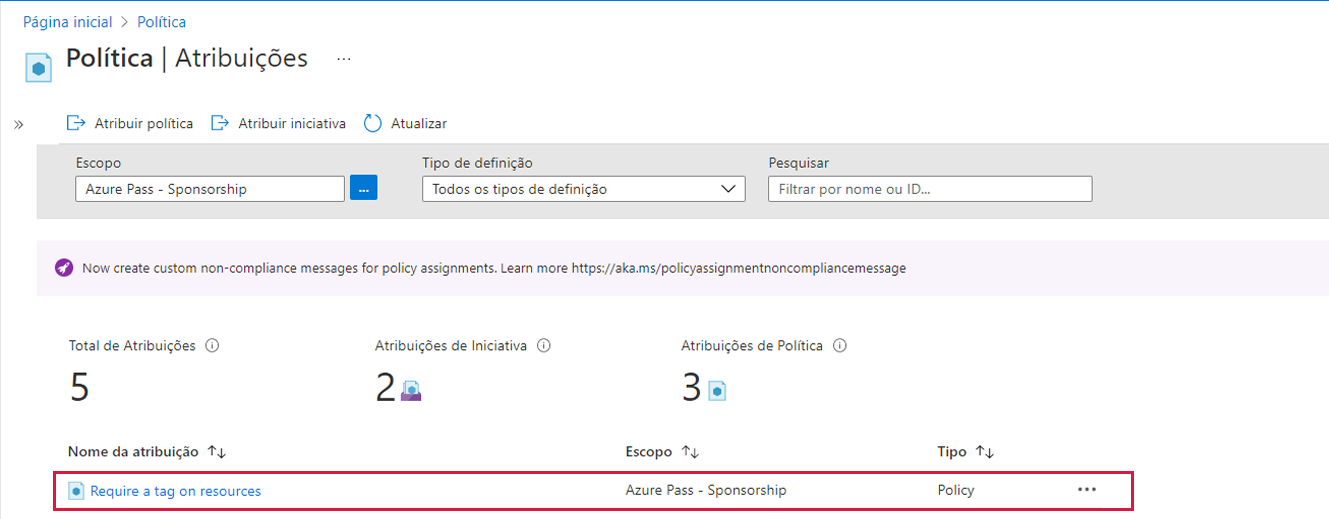 Página inicial > Política
Política | Atribuições ...
Atribuir política Atribuir iniciativa Atualizar
Escopo Tipo de definição Pesquisar
Azure Pass - Sponsorship ... Todos os tipos de definição Filtrar por nome ou ID...
Now create custom non-compliance messages for policy assignments. Learn more https://aka.ms/policyassignmentnoncompliancemessage
Total de Atribuições Atribuições de Iniciativa Atribuições de Política
5 2 3
Nome da atribuição Escopo Tipo
Require a tag on resources Azure Pass - Sponsorship Policy ...